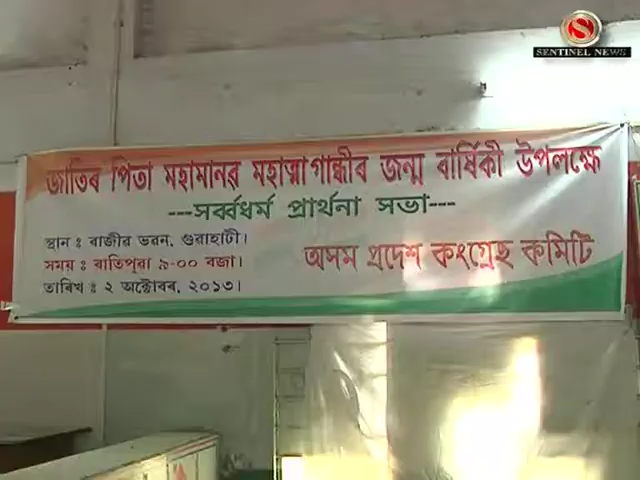 SENTINEL NEWS
জাতিৰ পিতা মহামানৱ মহাত্মা গান্ধীৰ জন্ম বাৰ্ষিকী উপলক্ষে
---সৰ্ব্বধৰ্ম প্ৰাৰ্থনা সভা---
স্থান : ৰাজীৱ ভৱন, গুৱাহাটী।
সময় : ৰাতিপুৱা ৯-০০ বজা।
তাৰিখ : ২ অক্টোবৰ, ২০১৩।
অসম প্ৰদেশ কংগ্ৰেছ কমিটি